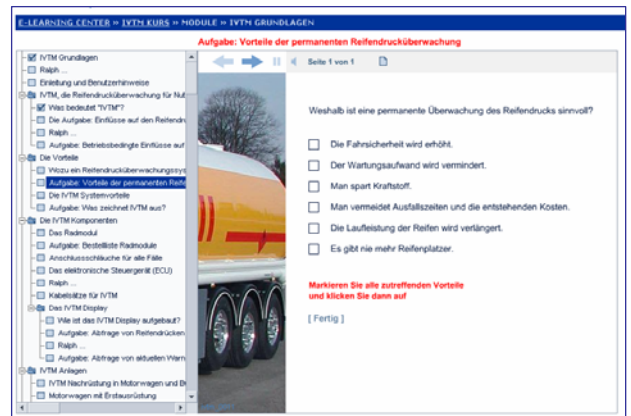 E-LEARNING CENTER » IVTM KURS » MODULE » IVTM GRUNDLAGEN
Aufgabe: Vorteile der permanenten Reifendrucküberwachung
IVTM Grundlagen
Ralph ...
Einleitung und Benutzerhinweise
IVTM, die Reifendrucküberwachung für Nut
Was bedeutet "IVTM"?
Die Aufgabe: Einflüsse auf den Reifendru
Ralph ...
Aufgabe: Betriebsbedingte Einflüsse auf
Die Vorteile
Wozu ein Reifendrucküberwachungssys
Aufgabe: Vorteile der permanenten Reife
Die IVTM Systemvorteile
Aufgabe: Was zeichnet IVTM aus?
Die IVTM Komponenten
Das Radmodul
Aufgabe: Bestellliste Radmodule
Anschlussschläuche für alle Fälle
Das elektronische Steuergerät (ECU)
Ralph ...
Kabelsätze für IVTM
Das IVTM Display
Wie ist das IVTM Display aufgebaut?
Aufgabe: Abfrage von Reifendrücken
Ralph ...
Aufgabe: Abfrage von aktuellen Warn
IVTM Anlagen
IVTM Nachrüstung in Motorwagen und B
Motorwagen mit Erstausrüstung
Seite 1 von 1
Weshalb ist eine permanente Überwachung des Reifendrucks sinnvoll?
Die Fahrsicherheit wird erhöht.
Der Wartungsaufwand wird vermindert.
Man spart Kraftstoff.
Man vermeidet Ausfallszeiten und die entstehenden Kosten.
Die Laufleistung der Reifen wird verlängert.
Es gibt nie mehr Reifenplatzer.
Markieren Sie alle zutreffenden Vorteile
und klicken Sie dann auf
[ Fertig ]